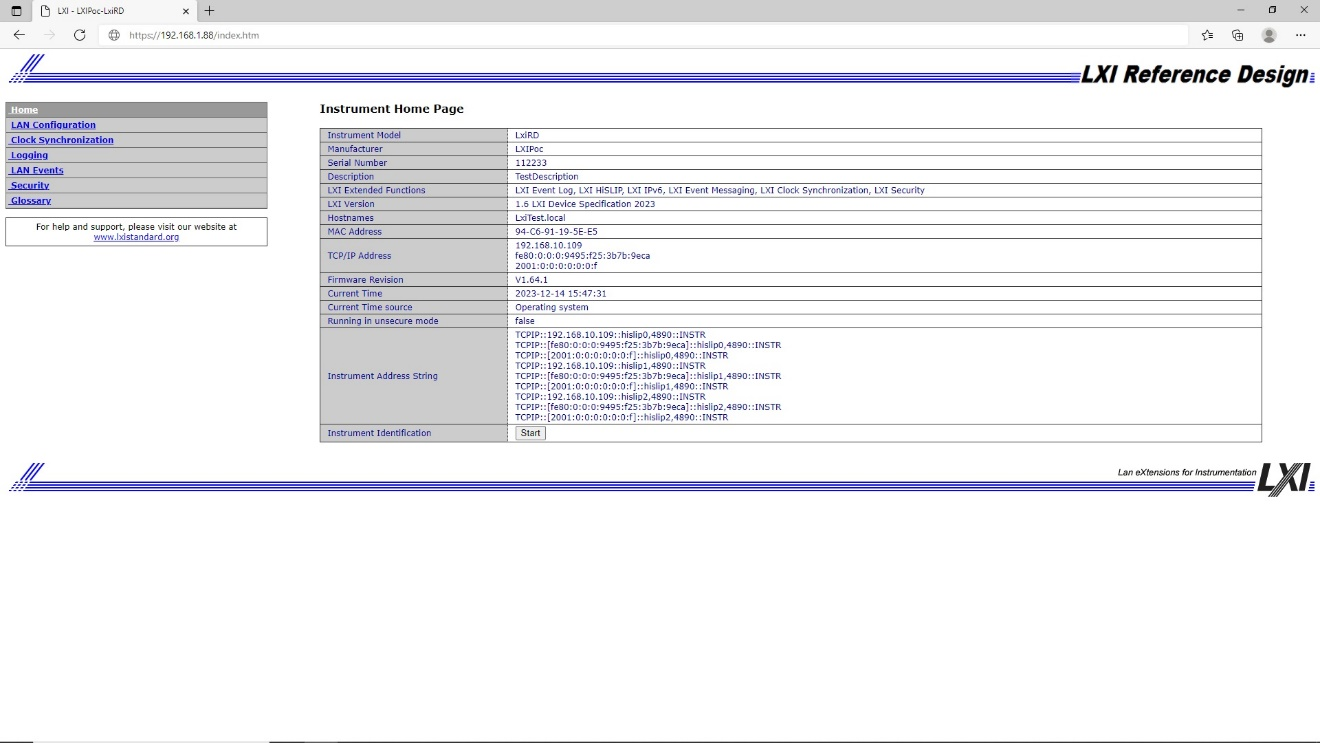 LXI - LXIPoc-LxiRD
https://192.168.1.88/index.htm
LXI Reference Design
Home
LAN Configuration
Clock Synchronization
Logging
LAN Events
Security
Glossary
For help and support, please visit our website at
www.lxistandard.org
Instrument Home Page
Instrument Model LxiRD
Manufacturer LXIPoc
Serial Number 112233
Description TestDescription
LXI Extended Functions LXI Event Log, LXI HiSLIP, LXI IPv6, LXI Event Messaging, LXI Clock Synchronization, LXI Security
LXI Version 1.6 LXI Device Specification 2023
Hostnames LxiTest.local
MAC Address 94-C6-91-19-5E-E5
TCP/IP Address
192.168.10.109
fe80:0:0:0:9495:f25:3b7b:9eca
2001:0:0:0:0:0:0:f
Firmware Revision V1.64.1
Current Time 2023-12-14 15:47:31
Current Time source Operating system
Running in unsecure mode false
Instrument Address String
TCPIP::192.168.10.109::hislip0,4890::INSTR
TCPIP::[fe80:0:0:0:9495:f25:3b7b:9eca]::hislip0,4890::INSTR
TCPIP::[2001:0:0:0:0:0:0:f]::hislip0,4890::INSTR
TCPIP::192.168.10.109::hislip1,4890::INSTR
TCPIP::[fe80:0:0:0:9495:f25:3b7b:9eca]::hislip1,4890::INSTR
TCPIP::[2001:0:0:0:0:0:0:f]::hislip1,4890::INSTR
TCPIP::192.168.10.109::hislip2,4890::INSTR
TCPIP::[fe80:0:0:0:9495:f25:3b7b:9eca]::hislip2,4890::INSTR
TCPIP::[2001:0:0:0:0:0:0:f]::hislip2,4890::INSTR
Instrument Identification Start
Lan eXtensions for Instrumentation
LXI